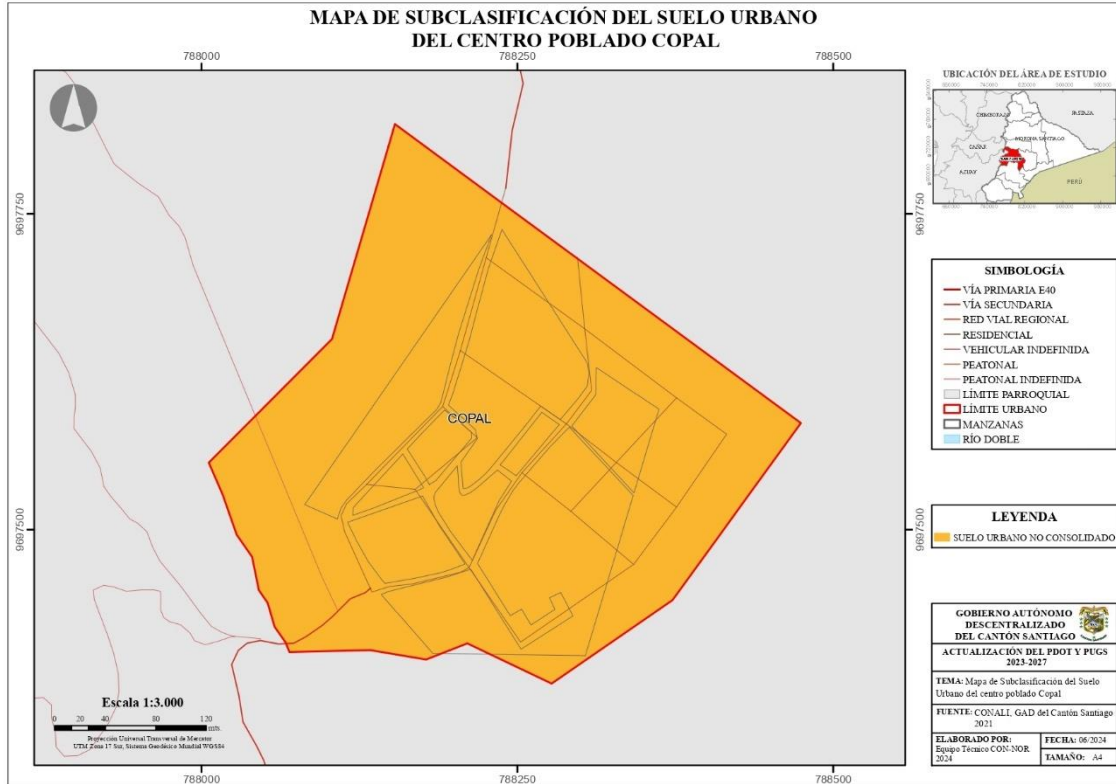 MAPA DE SUBCLASIFICACIÓN DEL SUELO URBANO
DEL CENTRO POBLADO COPAL
788000 788250 788500
9697750 9697750
9697500 9697500
COPAL
Escala 1:3.000
0 20 40 80 120
mts.
Proyección Universal Transversal de Mercator
UTM Zona 17 Sur, Sistema Geodésico Mundial WGS84
788000 788250 788500
UBICACIÓN DEL ÁREA DE ESTUDIO
MORONA SANTIAGO
AZUAY
PERÚ
SIMBOLOGÍA
VÍA PRIMARIA E40
VÍA SECUNDARIA
RED VIAL REGIONAL
RESIDENCIAL
VEHICULAR INDEFINIDA
PEATONAL
PEATONAL INDEFINIDA
LÍMITE PARROQUIAL
LÍMITE URBANO
MANZANAS
RÍO DOBLE
LEYENDA
SUELO URBANO NO CONSOLIDADO
GOBIERNO AUTÓNOMO
DESCENTRALIZADO
DEL CANTÓN SANTIAGO
ACTUALIZACIÓN DEL PDOT Y PUGS
2023-2027
TEMA: Mapa de Subclasificación del Suelo
Urbano del centro poblado Copal
FUENTE: CONALI, GAD del Cantón Santiago
2021
ELABORADO POR:
Equipo Técnico CON-NOR
2024
FECHA: 06/2024
TAMAÑO: A4